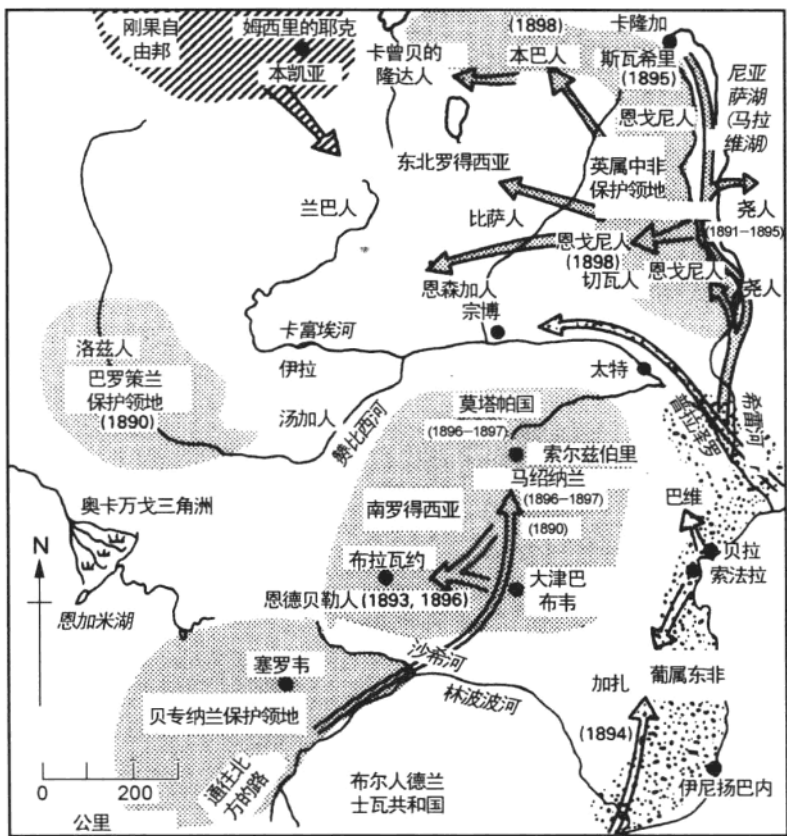 刚果自
由邦
姆西里的耶克
本凯亚
(1898)
卡隆加
卡曾贝的
隆达人
本巴人
斯瓦希里
(1895)
尼亚
萨湖
(马拉
维湖)
恩戈尼人
东北罗得西亚
英属中非
保护领地
兰巴人
比萨人
尧人
(1891—1895)
恩戈尼人
(1898)
恩戈尼人
切瓦人
尧人
恩森加人
宗博
卡富埃河
洛兹人
伊拉
太特
巴罗策兰
保护领地
(1890)
汤加人
赞比西河
莫塔帕国
(1896—1897)
普拉泽罗
希雷河
索尔兹伯里
马绍纳兰
(1896—1897)
(1890)
奥卡万戈三角洲
南罗得西亚
巴维
N
布拉瓦约
贝拉
索法拉
恩德贝勒人 (1893, 1896)
大津巴
布韦
恩加米湖
沙希河
塞罗韦
加扎
葡属东非
贝专纳兰保护领地
林波波河
(1894)
通往北
方的路
布尔人德兰
士瓦共和国
伊尼扬巴内
0
200
公里